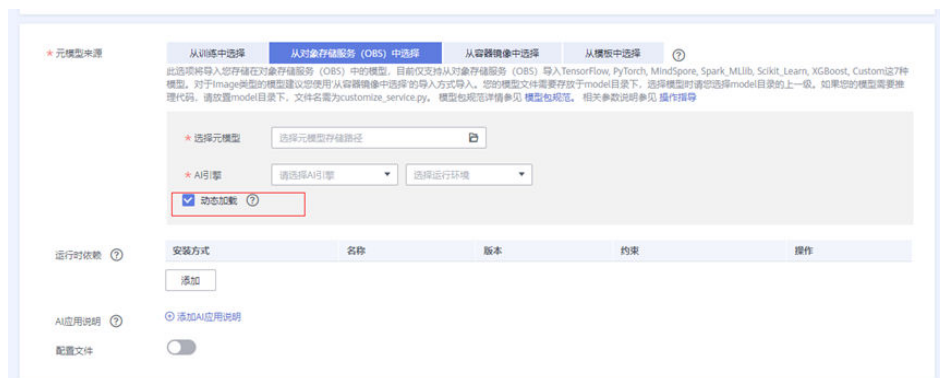 * 元模型来源
从训练中选择 从对象存储服务（OBS）中选择 从容器镜像中选择 从模板中选择 ?
此选项将导入您存储在对象存储服务（OBS）中的模型，目前仅支持从对象存储服务（OBS）导入TensorFlow, PyTorch, MindSpore, Spark_MLlib, Scikit_Learn, XGBoost, Custom这7种
模型。对于Image类型的模型建议您使用'从容器镜像中选择'的导入方式导入。您的模型文件需要存放于model目录下，选择模型时请您选择model目录的上一级。如果您的模型需要推
理代码，请放置model目录下，文件名需为customize_service.py。 模型包规范详情参见 模型包规范。 相关参数说明参见 操作指导
* 选择元模型 选择元模型存储路径
* AI引擎 请选择AI引擎 选择运行环境
动态加载 ?
运行时依赖 ? 安装方式 名称 版本 约束 操作
添加
AI应用说明 ? 添加AI应用说明
配置文件